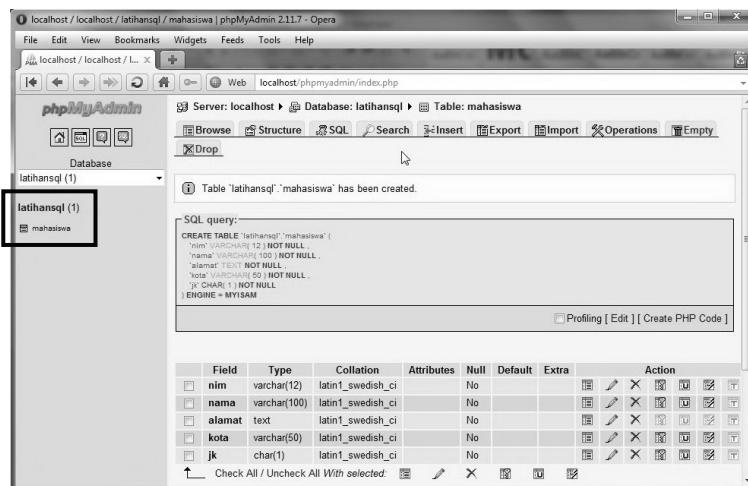 localhost / localhost / latihansql / mahasiswa | phpMyAdmin 2.11.7 - Opera
File Edit View Bookmarks Widgets Feeds Tools Help
localhost / localhost / l...
Web localhost/phpmyadmin/index.php
phpMyAdmin
Database
latihansql (1)
latihansql (1)
mahasiswa
Server: localhost Database: latihansql Table: mahasiswa
Browse Structure SQL Search Insert Export Import Operations Empty
Drop
Table `latihansql`.`mahasiswa` has been created.
SQL query:
CREATE TABLE `latihansql`.`mahasiswa` (
`nim` VARCHAR( 12 ) NOT NULL ,
`nama` VARCHAR( 100 ) NOT NULL ,
`alamat` TEXT NOT NULL ,
`kota` VARCHAR( 50 ) NOT NULL ,
`jk` CHAR( 1 ) NOT NULL
) ENGINE = MYISAM
Profiling [ Edit ] [ Create PHP Code ]
Field Type Collation Attributes Null Default Extra Action
nim varchar(12) latin1_swedish_ci No
nama varchar(100) latin1_swedish_ci No
alamat text latin1_swedish_ci No
kota varchar(50) latin1_swedish_ci No
jk char(1) latin1_swedish_ci No
Check All / Uncheck All With selected: